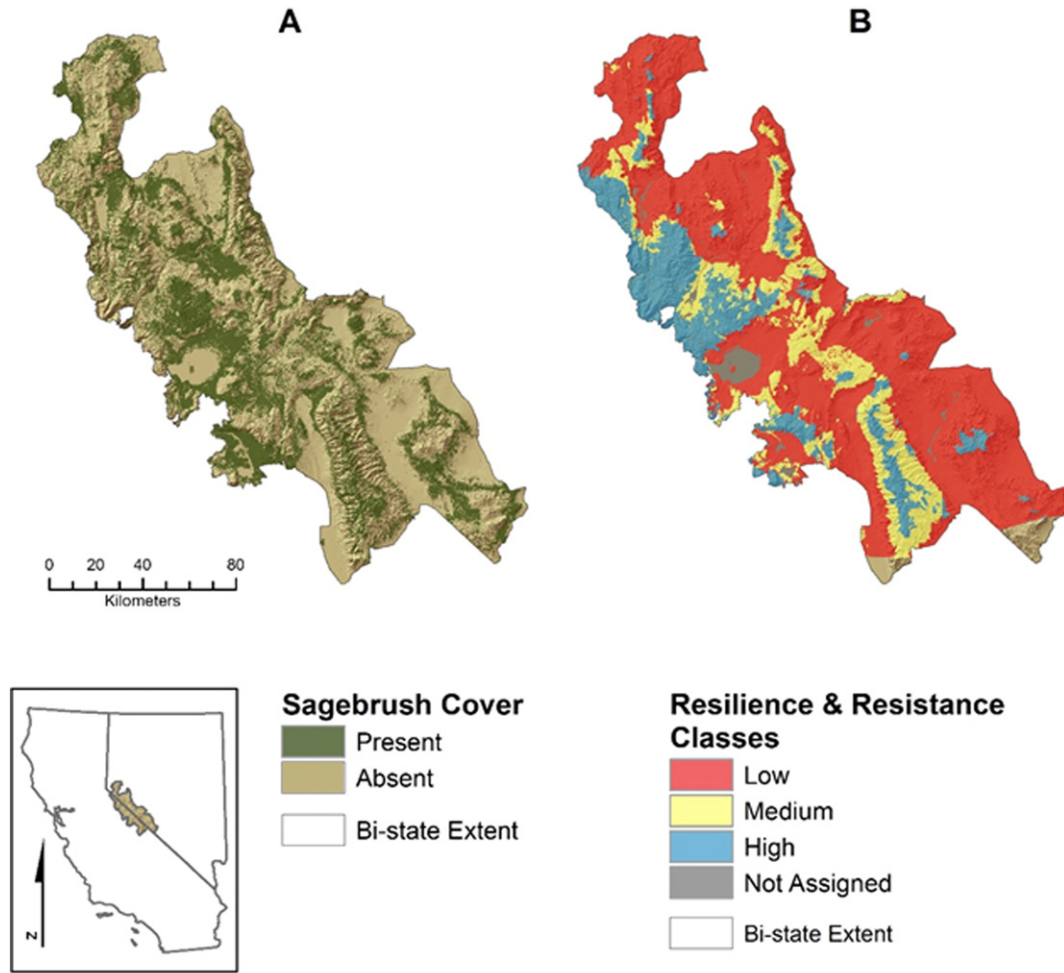 A
B
0 20 40 80
Kilometers
N
Sagebrush Cover
Present
Absent
Bi-state Extent
Resilience & Resistance
Classes
Low
Medium
High
Not Assigned
Bi-state Extent